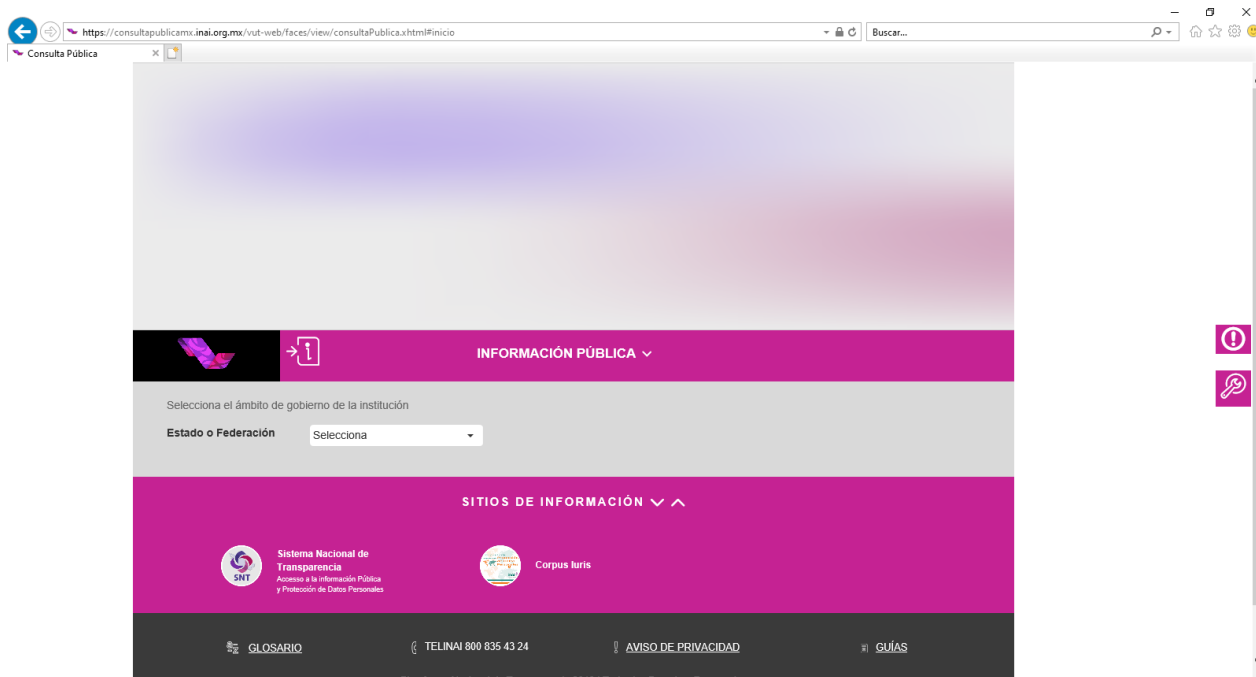 https://consultapublicamx.inai.org.mx/vut-web/faces/view/consultaPublica.xhtml#inicio
Buscar...
Consulta Pública
INFORMACIÓN PÚBLICA
Selecciona el ámbito de gobierno de la institución
Estado o Federación
Selecciona
SITIOS DE INFORMACIÓN
SNT
Sistema Nacional de
Transparencia
Accesso a la información Pública
y Protección de Datos Personales
Corpus Iuris
GLOSARIO
TELINAI 800 835 43 24
AVISO DE PRIVACIDAD
GUÍAS